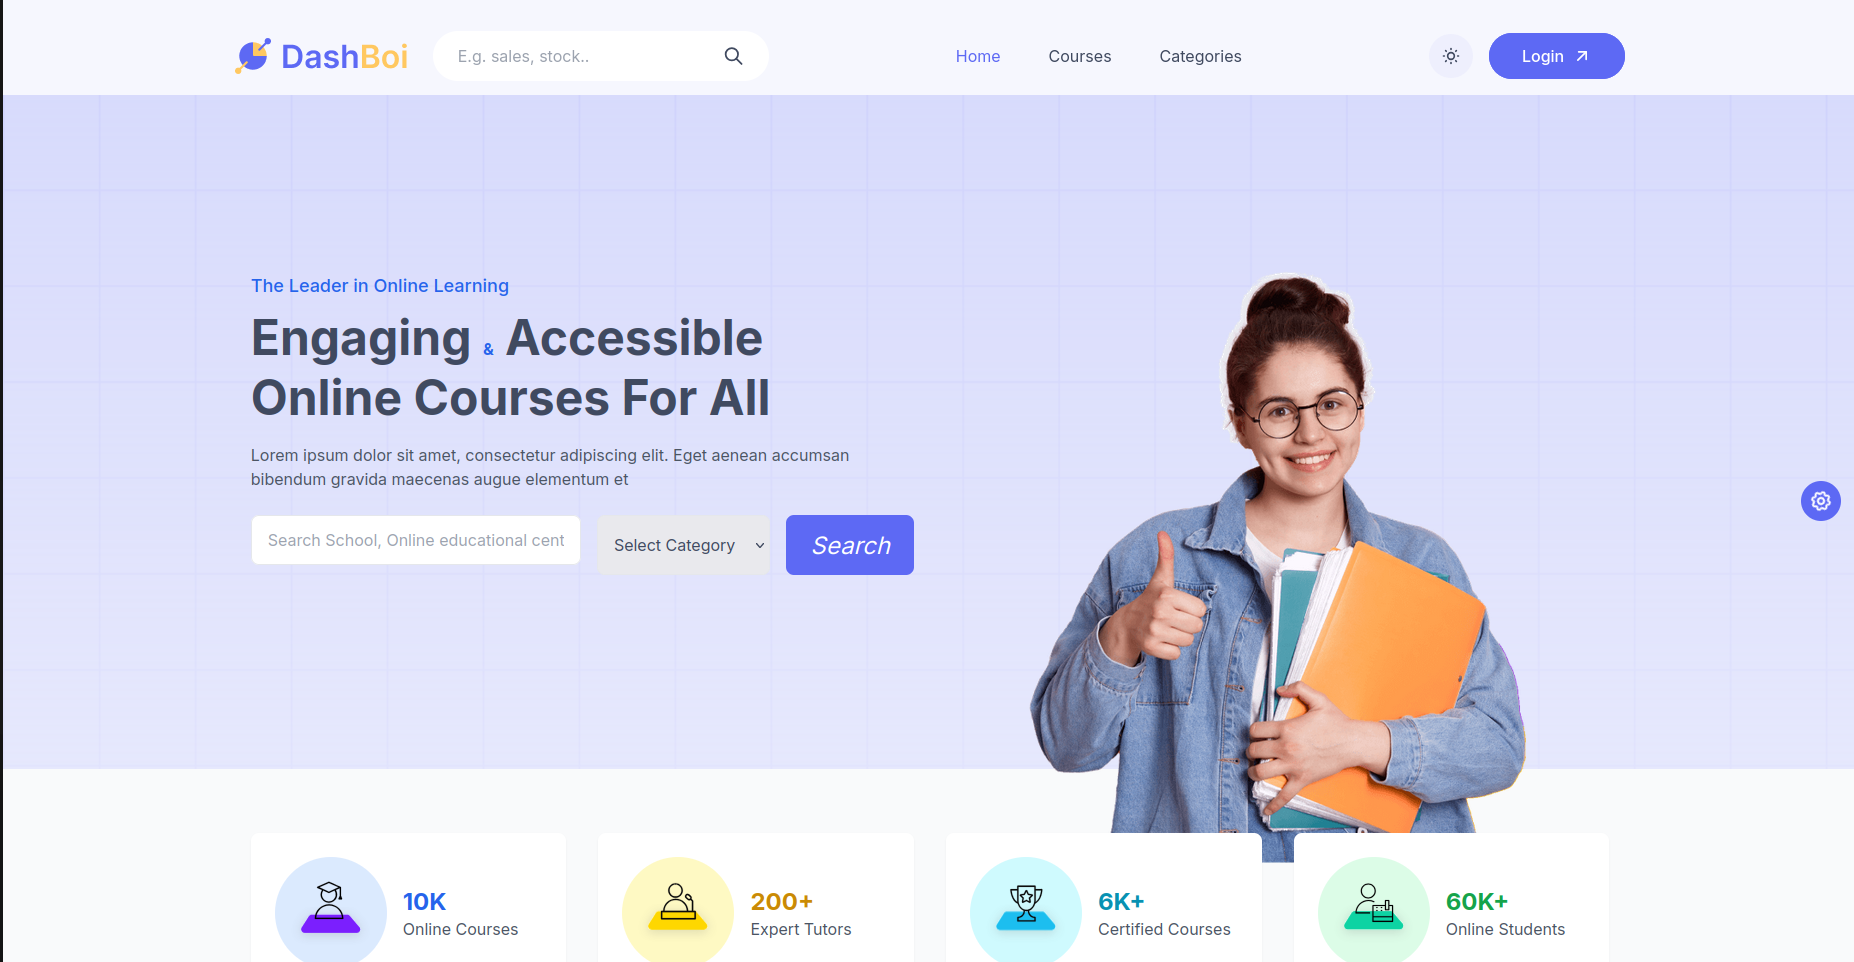 DashBoi
E.g. sales, stock..
Home
Courses
Categories
Login
The Leader in Online Learning
Engaging & Accessible
Online Courses For All
Lorem ipsum dolor sit amet, consectetur adipiscing elit. Eget aenean accumsan
bibendum gravida maecenas augue elementum et
Search School, Online educational cent
Select Category
Search
10K
Online Courses
200+
Expert Tutors
6K+
Certified Courses
60K+
Online Students